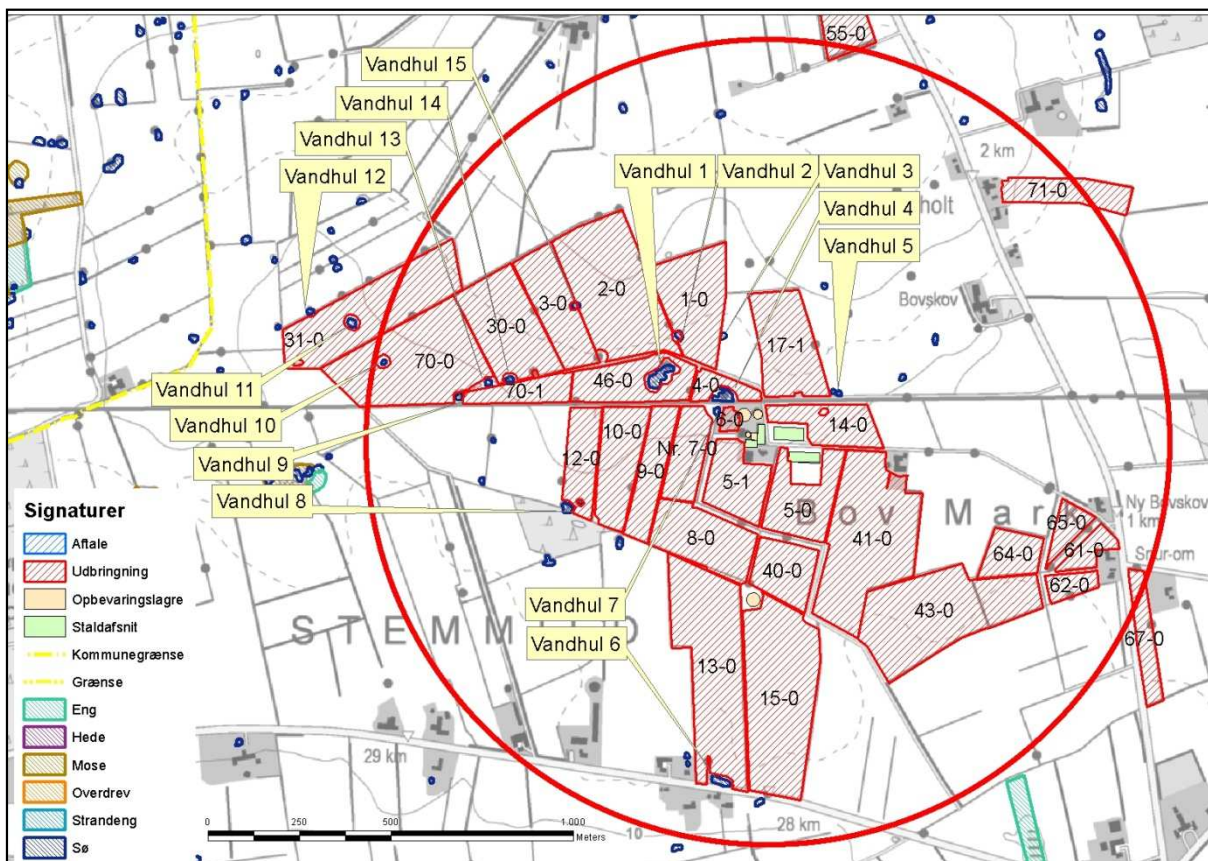 55-0
Vandhul 15
Vandhul 14
Vandhul 13
Vandhul 12
Vandhul 1
Vandhul 2
Vandhul 3
Vandhul 4
Vandhul 5
2 km
holt
71-0
Bovskov
2-0
1-0
3-0
30-0
31-0
70-0
17-1
46-0
4-0
70-1
6-0
14-0
Vandhul 11
Vandhul 10
Vandhul 9
Vandhul 8
10-0
12-0
9-0
Nr. 7-0
5-1
5-0
41-0
8-0
40-0
Bov Mark
Ny Bovskov
1 km
65-0
61-0
64-0
62-0
43-0
67-0
Vandhul 7
Vandhul 6
13-0
15-0
29 km
28 km
10
Signaturer
Aftale
Udbringning
Opbevaringslagre
Staldafsnit
Kommunegrænse
Grænse
Eng
Hede
Mose
Overdrev
Strandeng
Sø
0 250 500 1.000
Meters